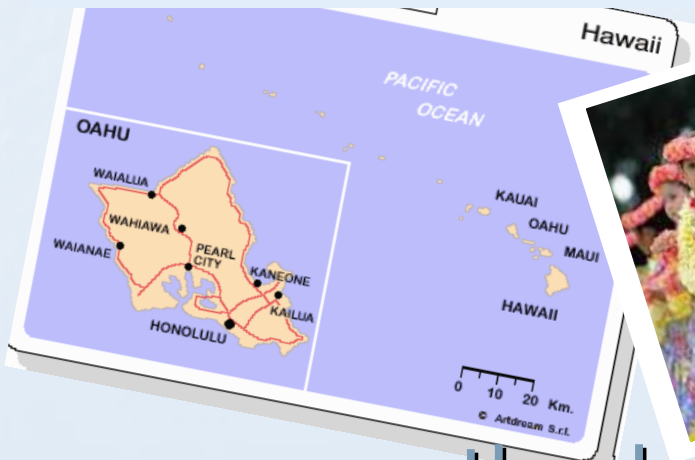 Hawaii
PACIFIC
OCEAN
OAHU
WAIALUA
WAHIAWA
WAIANAE
PEARL
CITY
KANEONE
KAILUA
HONOLULU
KAUAI
OAHU
MAUI
HAWAII
0 10 20 Km.
© Artdream S.r.l.